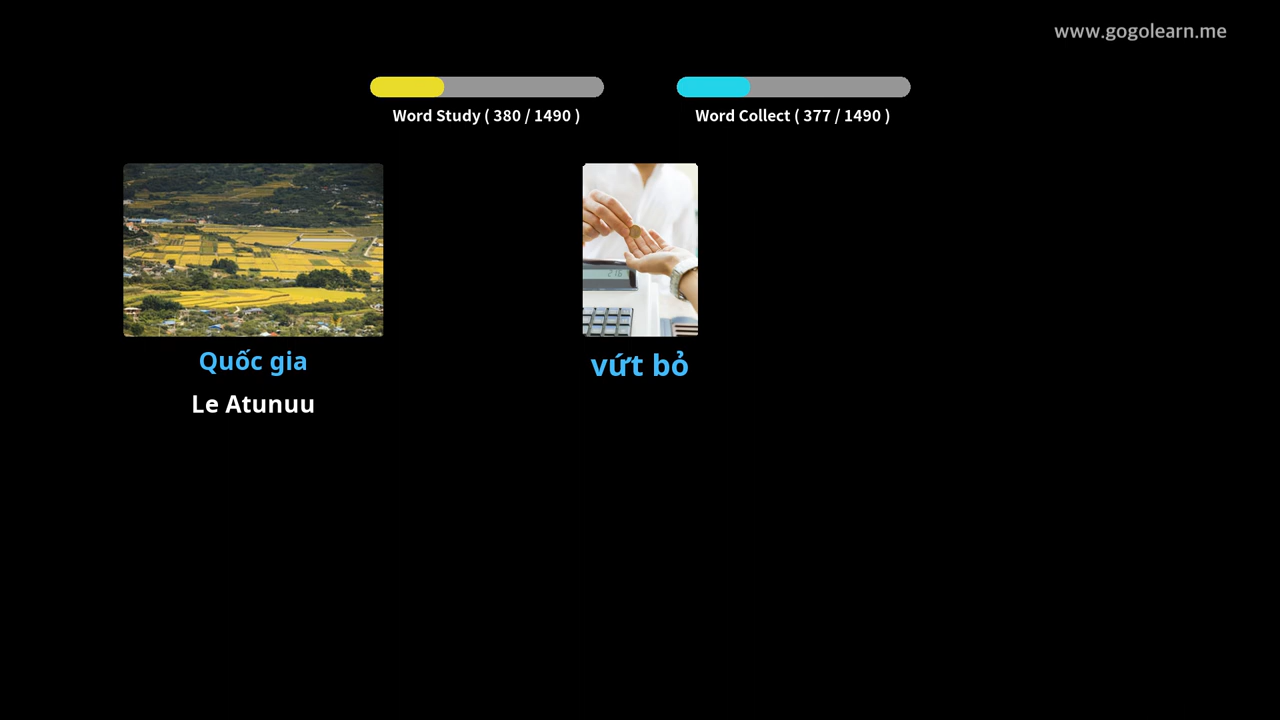 www.gogolearn.me
Word Study ( 380 / 1490 )
Word Collect ( 377 / 1490 )
Quốc gia
Le Atunuu
vứt bỏ